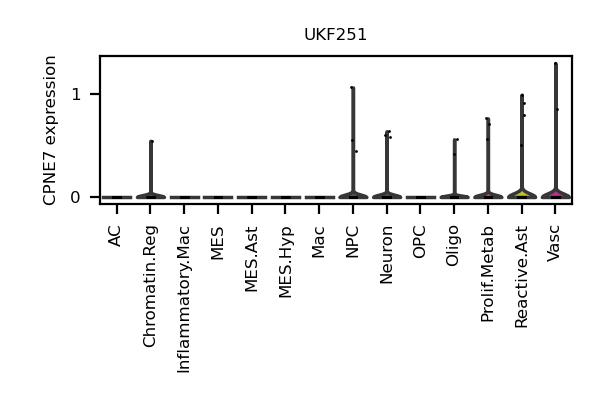 UKF251
CPNE7 expression
1
0
AC
Chromatin.Reg
Inflammatory.Mac
MES
MES.Ast
MES.Hyp
Mac
NPC
Neuron
OPC
Oligo
Prolif.Metab
Reactive.Ast
Vasc